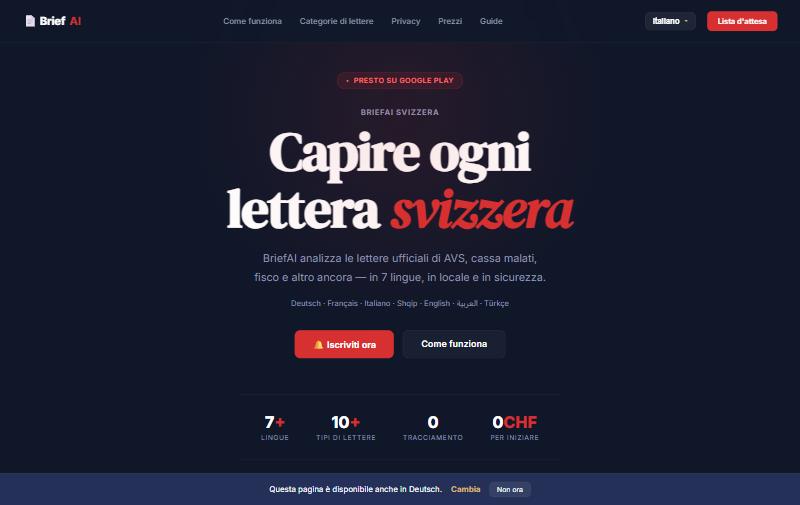 Brief AI
Come funziona Categorie di lettere Privacy Prezzi Guide
Italiano
Lista d'attesa
• PRESTO SU GOOGLE PLAY
BRIEFAI SVIZZERA
Capire ogni
lettera svizzera
BriefAI analizza le lettere ufficiali di AVS, cassa malati,
fisco e altro ancora — in 7 lingue, in locale e in sicurezza.
Deutsch · Français · Italiano · Shqip · English · العربية · Türkçe
Iscriviti ora
Come funziona
7+ 10+ 0 0CHF
LINGUE TIPI DI LETTERE TRACCIAMENTO PER INIZIARE
Questa pagina è disponibile anche in Deutsch. Cambia Non ora